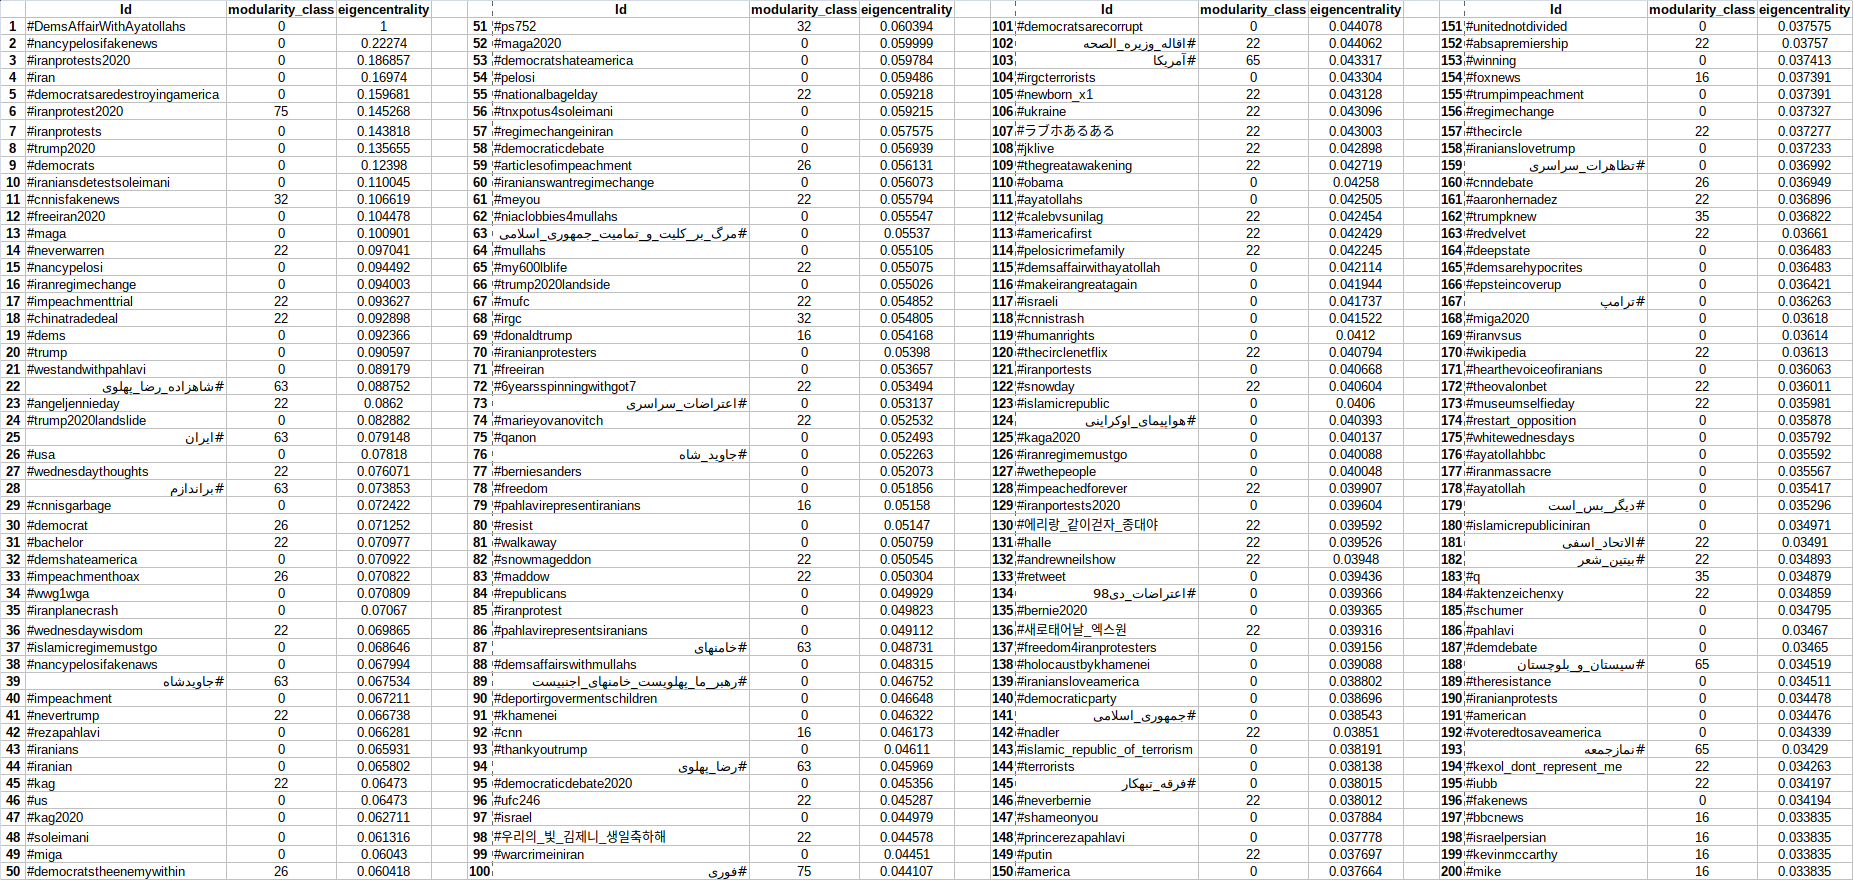 Id modularity_class eigencentrality
1 #DemsAffairWithAyatollahs 0 1
2 #nancypelosifakenews 0 0.22274
3 #iranprotests2020 0 0.186857
4 #iran 0 0.16974
5 #democratsaredestroyingamerica 0 0.159681
6 #iranprotest2020 75 0.145268
7 #iranprotests 0 0.143818
8 #trump2020 0 0.135655
9 #democrats 0 0.12398
10 #iraniansdetestsoleimani 0 0.110045
11 #cnnisfakenews 32 0.106619
12 #freeiran2020 0 0.104478
13 #maga 0 0.100901
14 #neverwarren 22 0.097041
15 #nancypelosi 0 0.094492
16 #iranregimechange 0 0.094003
17 #impeachmenttrial 22 0.093627
18 #chinatradedeal 22 0.092898
19 #dems 0 0.092366
20 #trump 0 0.090597
21 #westandwithpahlavi 0 0.089179
22 #شاهزاده_رضا_پهلوی 63 0.088752
23 #angeljennieday 22 0.0862
24 #trump2020landslide 0 0.082882
25 #ایران 63 0.079148
26 #usa 0 0.07818
27 #wednesdaythoughts 22 0.076071
28 #براندازم 63 0.073853
29 #cnnisgarbage 0 0.072422
30 #democrat 26 0.071252
31 #bachelor 22 0.070977
32 #demshateamerica 0 0.070922
33 #impeachmenthoax 26 0.070822
34 #wwg1wga 0 0.070809
35 #iranplanecrash 0 0.07067
36 #wednesdaywisdom 22 0.069865
37 #islamicregimemustgo 0 0.068646
38 #nancypelosifakenaws 0 0.067994
39 #جاویدشاه 63 0.067534
40 #impeachment 0 0.067211
41 #nevertrump 22 0.066738
42 #rezapahlavi 0 0.066281
43 #iranians 0 0.065931
44 #iranian 0 0.065802
45 #kag 22 0.06473
46 #us 0 0.06473
47 #kag2020 0 0.062711
48 #soleimani 0 0.061316
49 #miga 0 0.06043
50 #democratstheenemywithin 26 0.060418
Id modularity_class eigencentrality
51 #ps752 32 0.060394
52 #maga2020 0 0.059999
53 #democratshateamerica 0 0.059784
54 #pelosi 0 0.059486
55 #nationalbagelday 22 0.059218
56 #tnxpotus4soleimani 0 0.059215
57 #regimechangeiniran 0 0.057575
58 #democraticdebate 0 0.056939
59 #articlesofimpeachment 26 0.056131
60 #iranianswantregimechange 0 0.056073
61 #meyou 22 0.055794
62 #niaclobbies4mullahs 0 0.055547
63 #مرگ_بر_کلیت_و_تمامیت_جمهوری_اسلامی 0 0.05537
64 #mullahs 0 0.055105
65 #my600lblife 22 0.055075
66 #trump2020landside 0 0.055026
67 #mufc 22 0.054852
68 #irgc 32 0.054805
69 #donaldtrump 16 0.054168
70 #iranianprotesters 0 0.05398
71 #freeiran 0 0.053657
72 #6yearsspinningwithgot7 22 0.053494
73 #اعتراضات_سراسری 0 0.053137
74 #marieyovanovitch 22 0.052532
75 #qanon 0 0.052493
76 #جاوید_شاه 0 0.052263
77 #berniesanders 0 0.052073
78 #freedom 0 0.051856
79 #pahlavirepresentiranians 16 0.05158
80 #resist 0 0.05147
81 #walkaway 0 0.050759
82 #snowmageddon 22 0.050545
83 #maddow 22 0.050304
84 #republicans 0 0.049929
85 #iranprotest 0 0.049823
86 #pahlavirepresentsiranians 0 0.049112
87 #خامنهای 63 0.048731
88 #demsaffairswithmullahs 0 0.048315
89 #رهبر_ما_پهلویست_خامنهای_اجنبیست 0 0.046752
90 #deportirgovermentschildren 0 0.046648
91 #khamenei 0 0.046322
92 #cnn 16 0.046173
93 #thankyoutrump 0 0.04611
94 #رضا_پهلوی 63 0.045969
95 #democraticdebate2020 0 0.045356
96 #ufc246 22 0.045287
97 #israel 0 0.044979
98 #우리의_빛_김제니_생일축하해 22 0.044578
99 #warcrimeiniran 0 0.04451
100 #فوری 75 0.044107
Id modularity_class eigencentrality
101 #democratsarecorrupt 0 0.044078
102 #اقاله_وزيره_الصحه 22 0.044062
103 #آمریکا 65 0.043317
104 #irgcterrorists 0 0.043304
105 #newborn_x1 22 0.043128
106 #ukraine 22 0.043096
107 #ラブホあるある 22 0.043003
108 #jklive 22 0.042898
109 #thegreatawakening 22 0.042719
110 #obama 0 0.04258
111 #ayatollahs 0 0.042505
112 #calebvsunilag 22 0.042454
113 #americafirst 22 0.042429
114 #pelosicrimefamily 22 0.042245
115 #demsaffairwithayatollah 0 0.042114
116 #makeirangreatagain 0 0.041944
117 #israeli 0 0.041737
118 #cnnistrash 0 0.041522
119 #humanrights 0 0.0412
120 #thecirclenetflix 22 0.040794
121 #iranportests 0 0.040668
122 #snowday 22 0.040604
123 #islamicrepublic 0 0.0406
124 #هواپیمای_اوکراینی 0 0.040393
125 #kaga2020 0 0.040137
126 #iranregimemustgo 0 0.040088
127 #wethepeople 0 0.040048
128 #impeachedforever 22 0.039907
129 #iranportests2020 0 0.039604
130 #에리랑_같이걷자_종대야 22 0.039592
131 #halle 22 0.039526
132 #andrewneilshow 22 0.03948
133 #retweet 0 0.039436
134 #اعتراضات_دی98 0 0.039366
135 #bernie2020 0 0.039365
136 #새로태어날_엑스원 22 0.039316
137 #freedom4iranprotesters 0 0.039156
138 #holocaustbykhamenei 0 0.039088
139 #iraniansloveamerica 0 0.038802
140 #democraticparty 0 0.038696
141 #جمهوری_اسلامی 0 0.038543
142 #nadler 22 0.03851
143 #islamic_republic_of_terrorism 0 0.038191
144 #terrorists 0 0.038138
145 #فرقه_تبهکار 0 0.038015
146 #neverbernie 22 0.038012
147 #shameonyou 0 0.037884
148 #princerezapahlavi 0 0.037778
149 #putin 22 0.037697
150 #america 0 0.037664
Id modularity_class eigencentrality
151 #unitednotdivided 0 0.037575
152 #absapremiership 22 0.03757
153 #winning 0 0.037413
154 #foxnews 16 0.037391
155 #trumpimpeachment 0 0.037391
156 #regimechange 0 0.037327
157 #thecircle 22 0.037277
158 #iranianslovetrump 0 0.037233
159 #تظاهرات_سراسری 0 0.036992
160 #cnndebate 26 0.036949
161 #aaronhernadez 22 0.036896
162 #trumpknew 35 0.036822
163 #redvelvet 22 0.03661
164 #deepstate 0 0.036483
165 #demsarehypocrites 0 0.036483
166 #epsteincoverup 0 0.036421
167 #ترامپ 0 0.036263
168 #miga2020 0 0.03618
169 #iranvsus 0 0.03614
170 #wikipedia 22 0.03613
171 #hearthevoiceofiranians 0 0.036063
172 #theovalonbet 22 0.036011
173 #museumselfieday 22 0.035981
174 #restart_opposition 0 0.035878
175 #whitewednesdays 0 0.035792
176 #ayatollahbbc 0 0.035592
177 #iranmassacre 0 0.035567
178 #ayatollah 0 0.035417
179 #دیگر_بس_است 0 0.035296
180 #islamicrepubliciniran 0 0.034971
181 #الاتحاد_اسفی 22 0.03491
182 #بيتين_شعر 22 0.034893
183 #q 35 0.034879
184 #aktenzeichenxy 22 0.034859
185 #schumer 0 0.034795
186 #pahlavi 0 0.03467
187 #demdebate 0 0.03465
188 #سیستان_و_بلوچستان 65 0.034519
189 #theresistance 0 0.034511
190 #iranianprotests 0 0.034478
191 #american 0 0.034476
192 #votedtosaveamerica 0 0.034339
193 #نمازجمعه 65 0.03429
194 #kexol_dont_represent_me 22 0.034263
195 #iubb 22 0.034197
196 #fakenews 0 0.034194
197 #bbcnews 16 0.033835
198 #israelpersian 16 0.033835
199 #kevinmccarthy 16 0.033835
200 #mike 16 0.033835